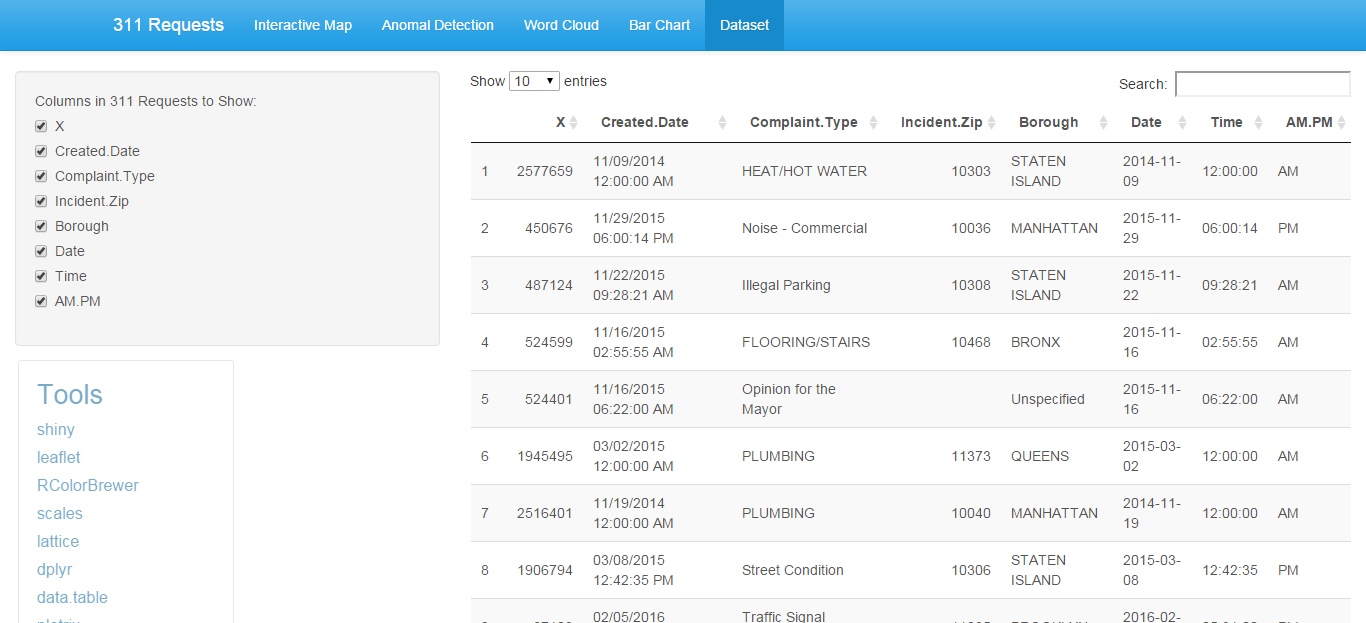 311 Requests Interactive Map Anomal Detection Word Cloud Bar Chart Dataset
Columns in 311 Requests to Show:
X
Created.Date
Complaint.Type
Incident.Zip
Borough
Date
Time
AM.PM
Tools
shiny
leaflet
RColorBrewer
scales
lattice
dplyr
data.table
Show 10 entries
Search:
X Created.Date Complaint.Type Incident.Zip Borough Date Time AM.PM
1 2577659 11/09/2014 HEAT/HOT WATER 10303 STATEN 2014-11- 12:00:00 AM
12:00:00 AM ISLAND 09
2 450676 11/29/2015 Noise - Commercial 10036 MANHATTAN 2015-11- 06:00:14 PM
06:00:14 PM 29
3 487124 11/22/2015 Illegal Parking 10308 STATEN 2015-11- 09:28:21 AM
09:28:21 AM ISLAND 22
4 524599 11/16/2015 FLOORING/STAIRS 10468 BRONX 2015-11- 02:55:55 AM
02:55:55 AM 16
5 524401 11/16/2015 Opinion for the Unspecified 2015-11- 06:22:00 AM
06:22:00 AM Mayor 16
6 1945495 03/02/2015 PLUMBING 11373 QUEENS 2015-03- 12:00:00 AM
12:00:00 AM 02
7 2516401 11/19/2014 PLUMBING 10040 MANHATTAN 2014-11- 12:00:00 AM
12:00:00 AM 19
8 1906794 03/08/2015 Street Condition 10306 STATEN 2015-03- 12:42:35 PM
12:42:35 PM ISLAND 08
02/05/2016 Traffic Signal 2016-02-